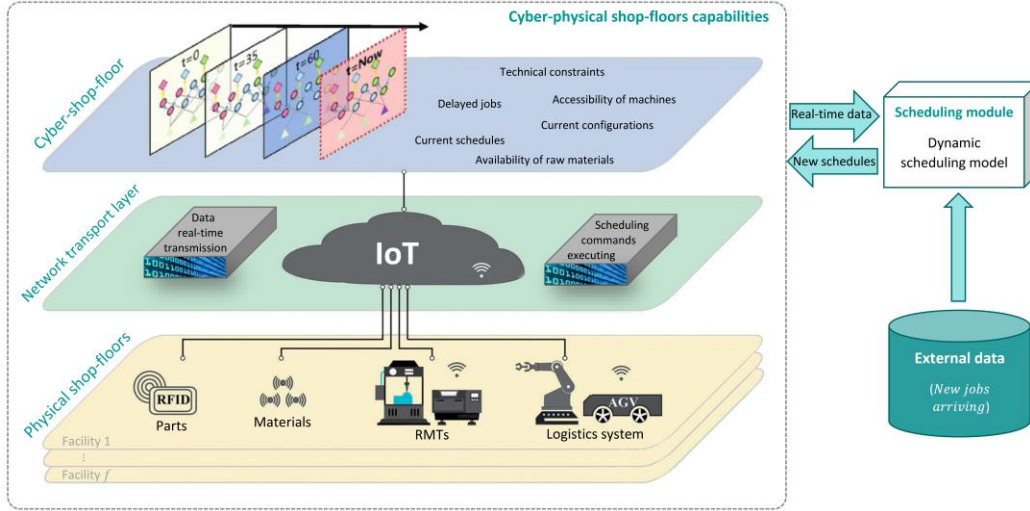 Cyber-physical shop-floors capabilities
Cyber-shop-floor
t=0
t=35
t=60
t=Now
Technical constraints
Delayed jobs
Accessibility of machines
Current configurations
Current schedules
Availability of raw materials
Real-time data
New schedules
Scheduling module
Dynamic
scheduling model
Network transport layer
Data
real-time
transmission
IoT
Scheduling
commands
executing
Physical shop-floors
RFID
Parts
Materials
RMTs
AGV
Logistics system
Facility 1
⋮
Facility f
External data
(New jobs
arriving)